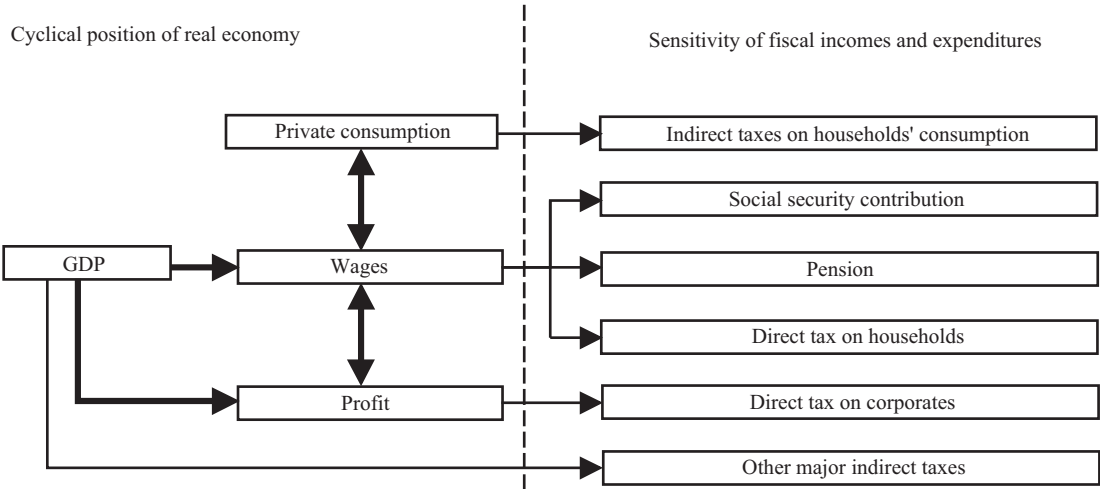 Cyclical position of real economy
Sensitivity of fiscal incomes and expenditures
Private consumption
Indirect taxes on households' consumption
Social security contribution
GDP
Wages
Pension
Direct tax on households
Profit
Direct tax on corporates
Other major indirect taxes